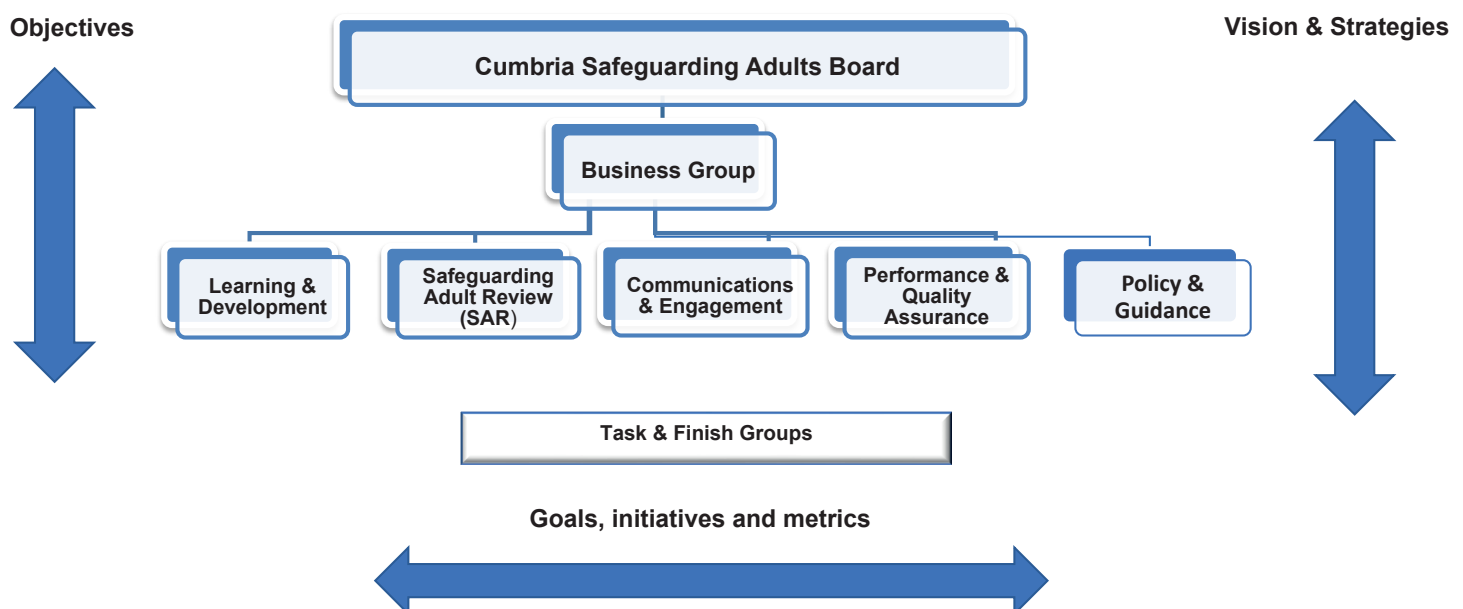 Objectives
Vision & Strategies
Cumbria Safeguarding Adults Board
Business Group
Learning &
Development
Safeguarding
Adult Review
(SAR)
Communications
& Engagement
Performance &
Quality
Assurance
Policy &
Guidance
Task & Finish Groups
Goals, initiatives and metrics